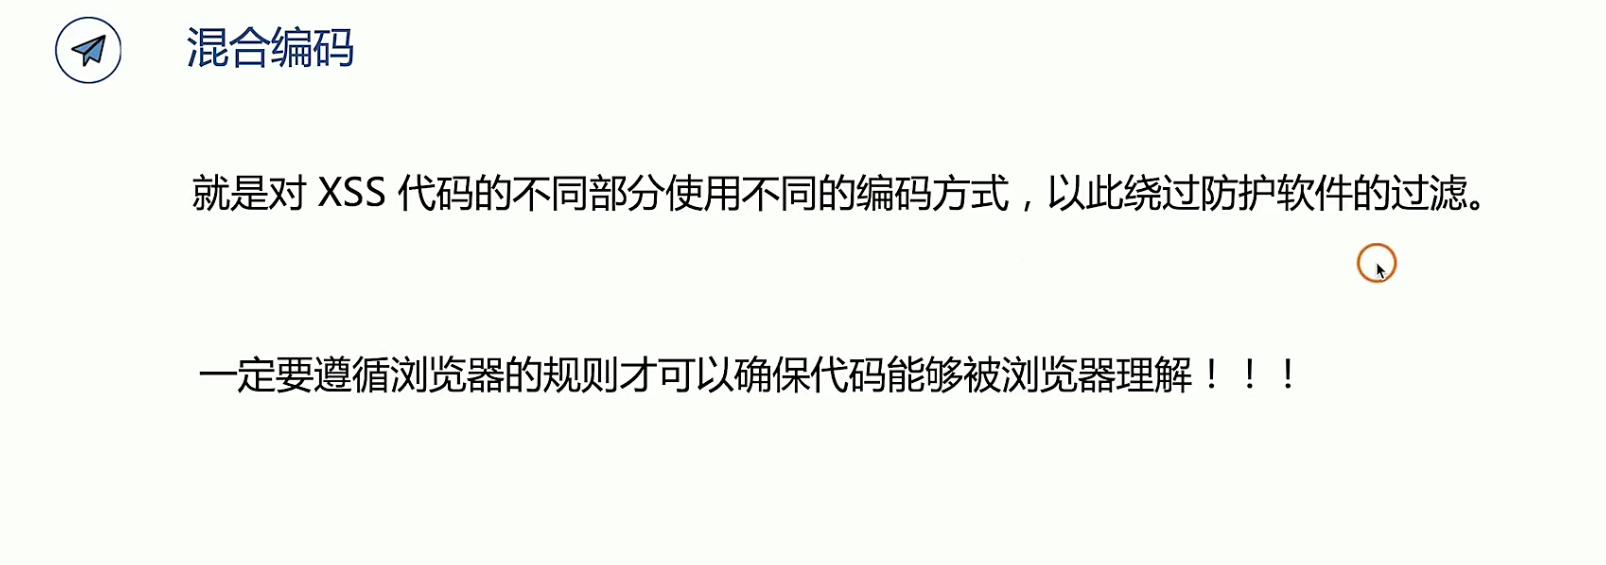 混合编码
就是对 XSS 代码的不同部分使用不同的编码方式，以此绕过防护软件的过滤。
一定要遵循浏览器的规则才可以确保代码能够被浏览器理解！！！